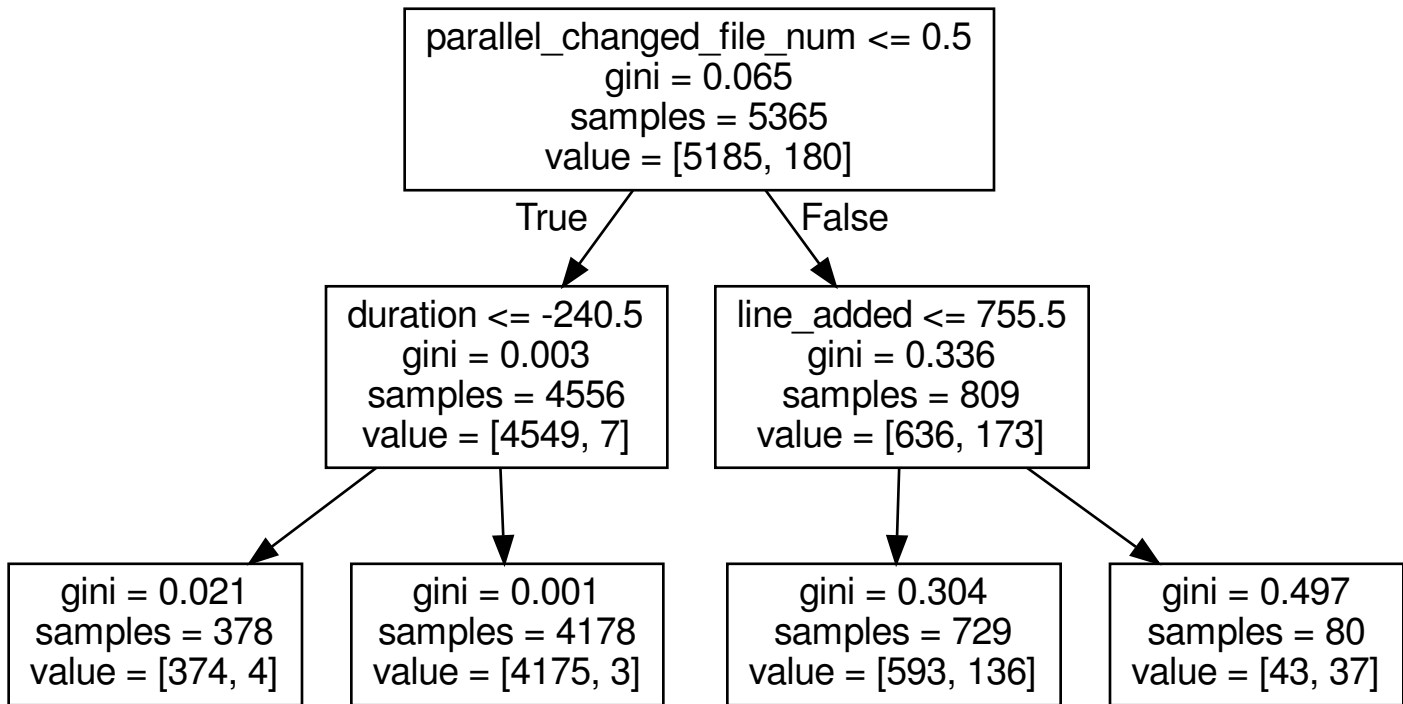 parallel_changed_file_num <= 0.5
gini = 0.065
samples = 5365
value = [5185, 180]
True
False
duration <= -240.5
gini = 0.003
samples = 4556
value = [4549, 7]
line_added <= 755.5
gini = 0.336
samples = 809
value = [636, 173]
gini = 0.021
samples = 378
value = [374, 4]
gini = 0.001
samples = 4178
value = [4175, 3]
gini = 0.304
samples = 729
value = [593, 136]
gini = 0.497
samples = 80
value = [43, 37]